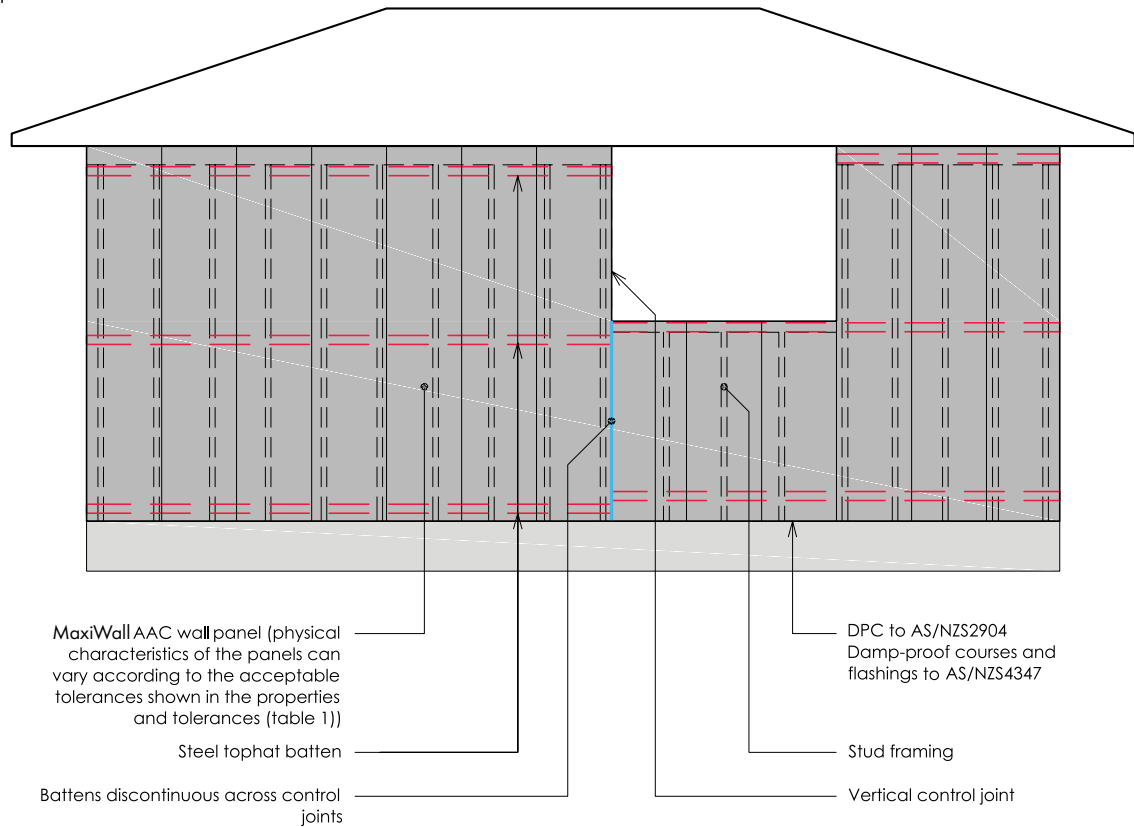 MaxiWall AAC wall panel (physical
characteristics of the panels can
vary according to the acceptable
tolerances shown in the properties
and tolerances (table 1))
Steel tophat batten
Battens discontinuous across control
joints
DPC to AS/NZS2904
Damp-proof courses and
flashings to AS/NZS4347
Stud framing
Vertical control joint